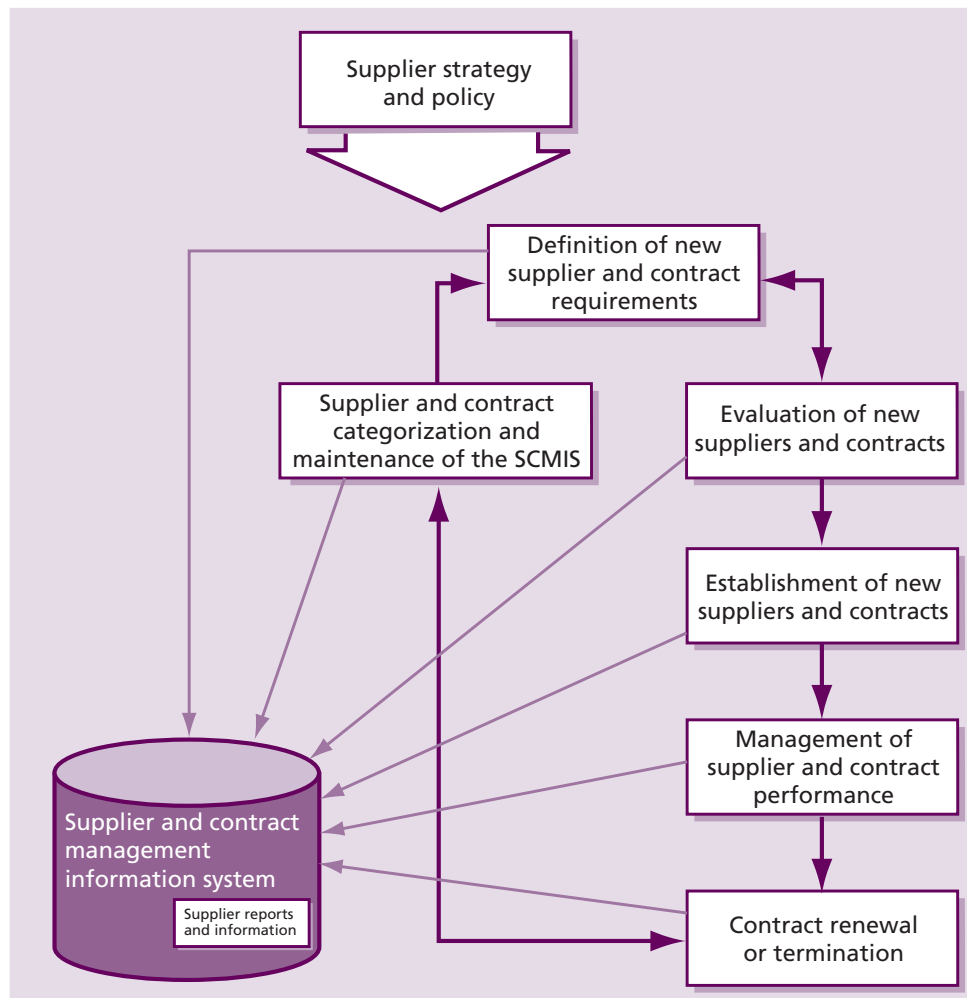 Supplier strategy
and policy
Definition of new
supplier and contract
requirements
Supplier and contract
categorization and
maintenance of the SCMIS
Evaluation of new
suppliers and contracts
Establishment of new
suppliers and contracts
Management of
supplier and contract
performance
Supplier and contract
management
information system
Supplier reports
and information
Contract renewal
or termination